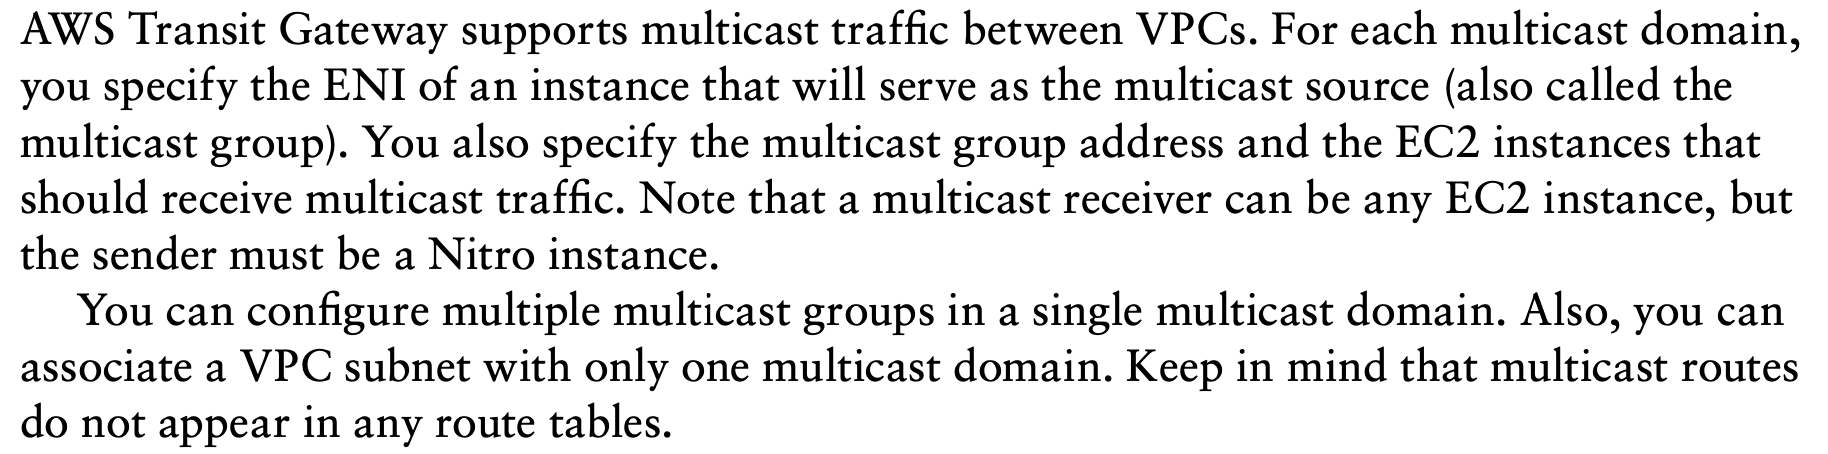 AWS Transit Gateway supports multicast traffic between VPCs. For each multicast domain,
you specify the ENI of an instance that will serve as the multicast source (also called the
multicast group). You also specify the multicast group address and the EC2 instances that
should receive multicast traffic. Note that a multicast receiver can be any EC2 instance, but
the sender must be a Nitro instance.
You can configure multiple multicast groups in a single multicast domain. Also, you can
associate a VPC subnet with only one multicast domain. Keep in mind that multicast routes
do not appear in any route tables.